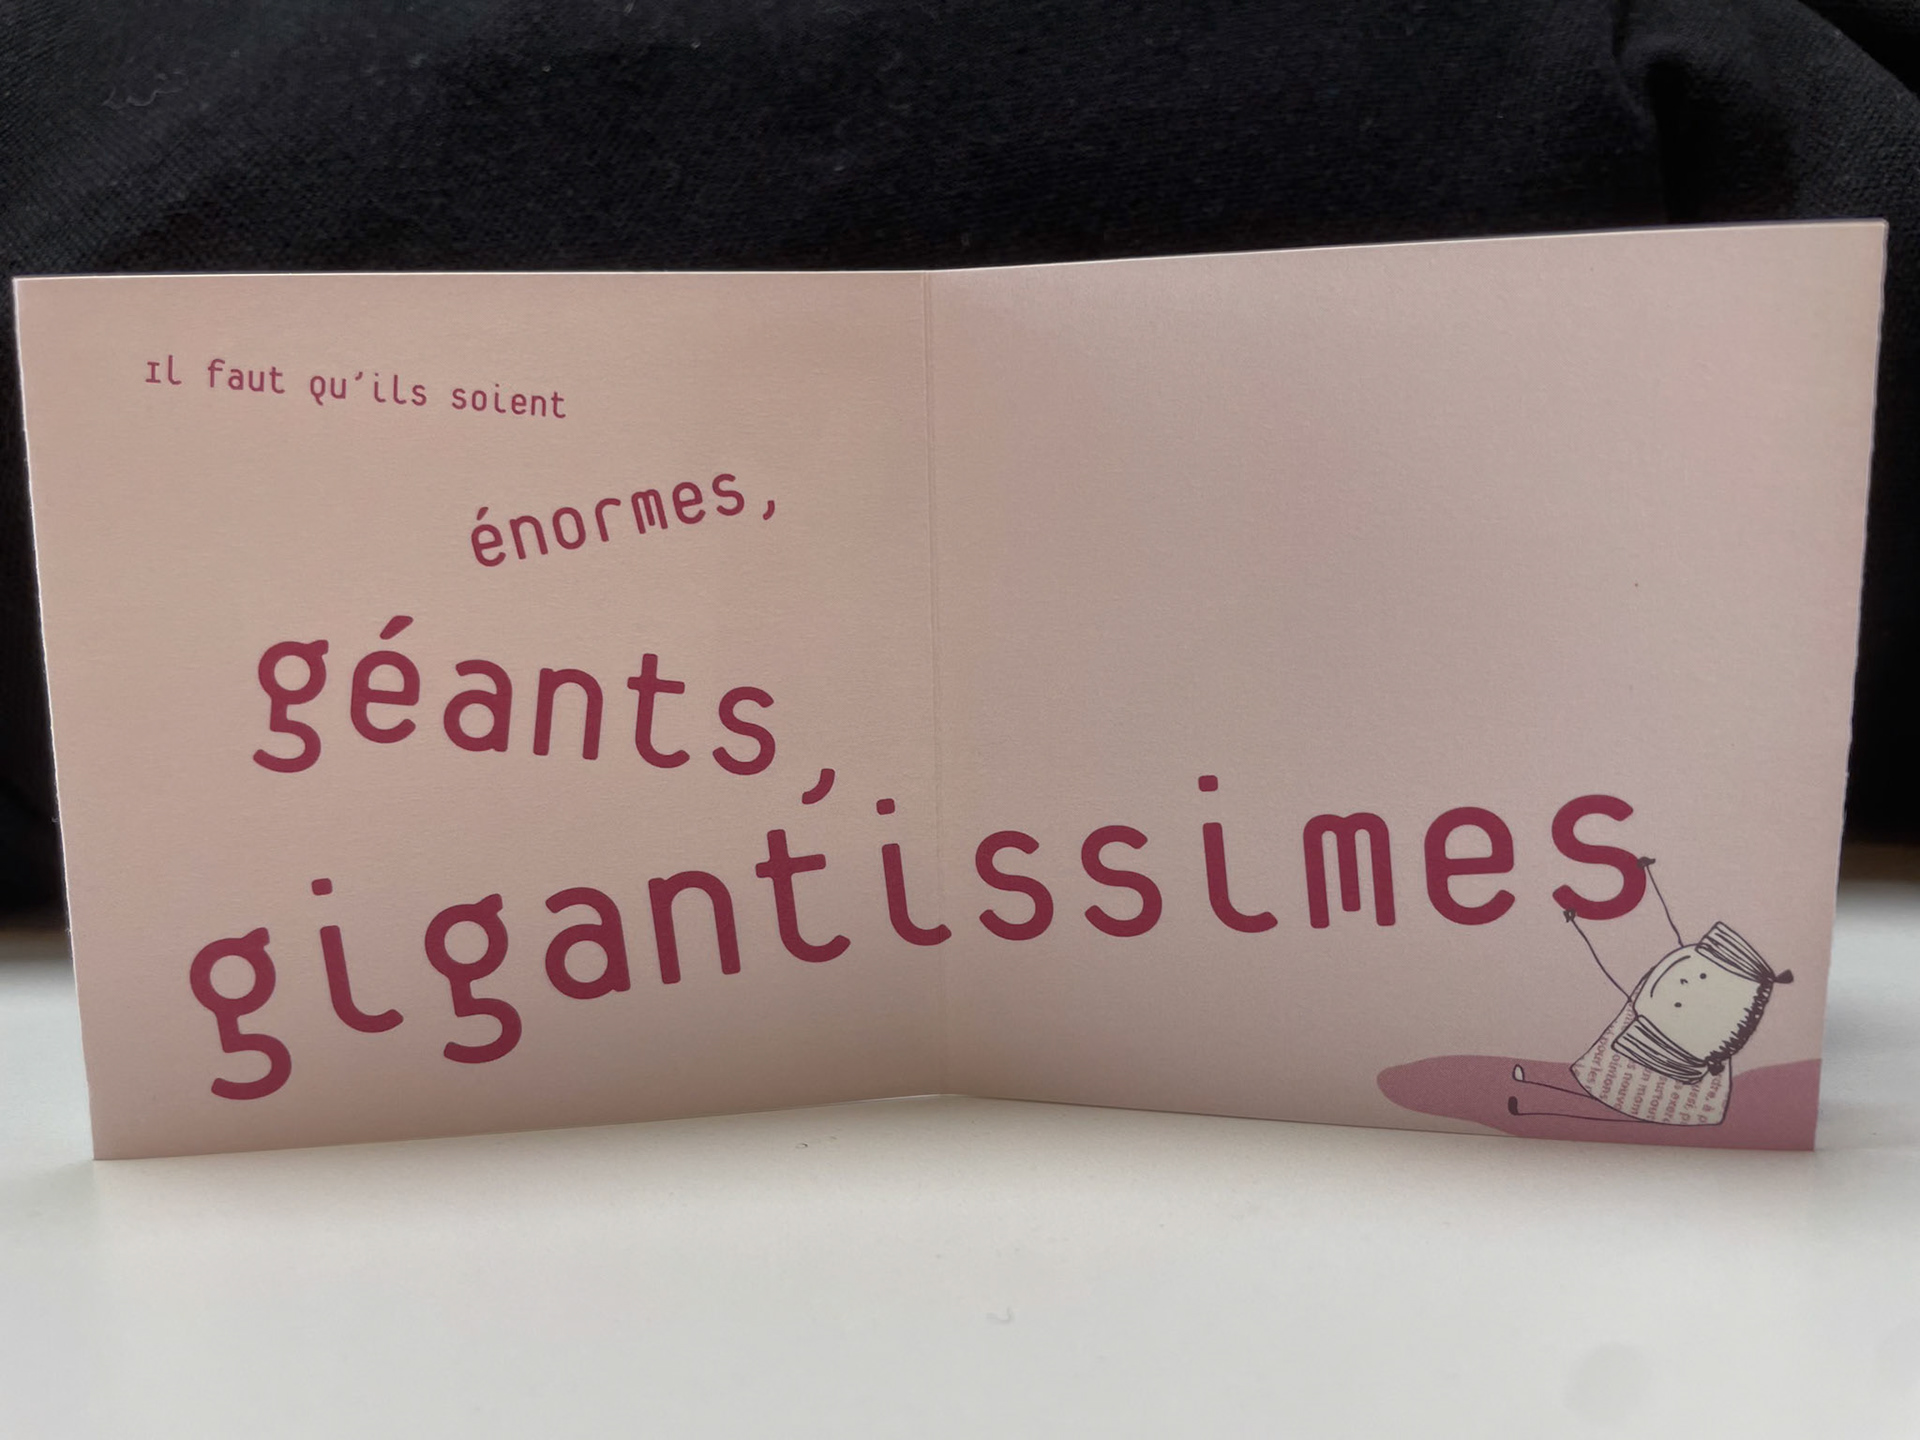 Il faut qu'ils soient
énormes,
géants,
gigantissimes